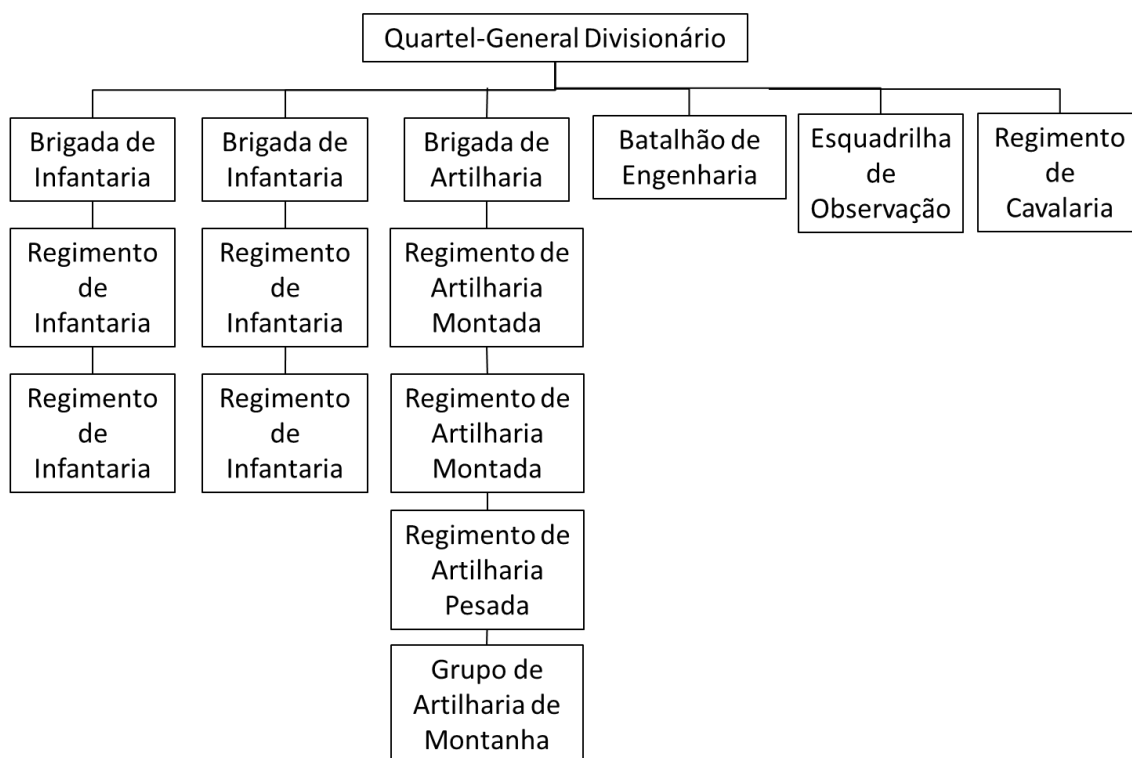 Quartel-General Divisionário
Brigada de
Infantaria
Brigada de
Infantaria
Brigada de
Artilharia
Batalhão de
Engenharia
Esquadrilha
de
Observação
Regimento
de
Cavalaria
Regimento
de
Infantaria
Regimento
de
Infantaria
Regimento de
Artilharia
Montada
Regimento
de
Infantaria
Regimento
de
Infantaria
Regimento de
Artilharia
Montada
Regimento de
Artilharia
Pesada
Grupo de
Artilharia de
Montanha